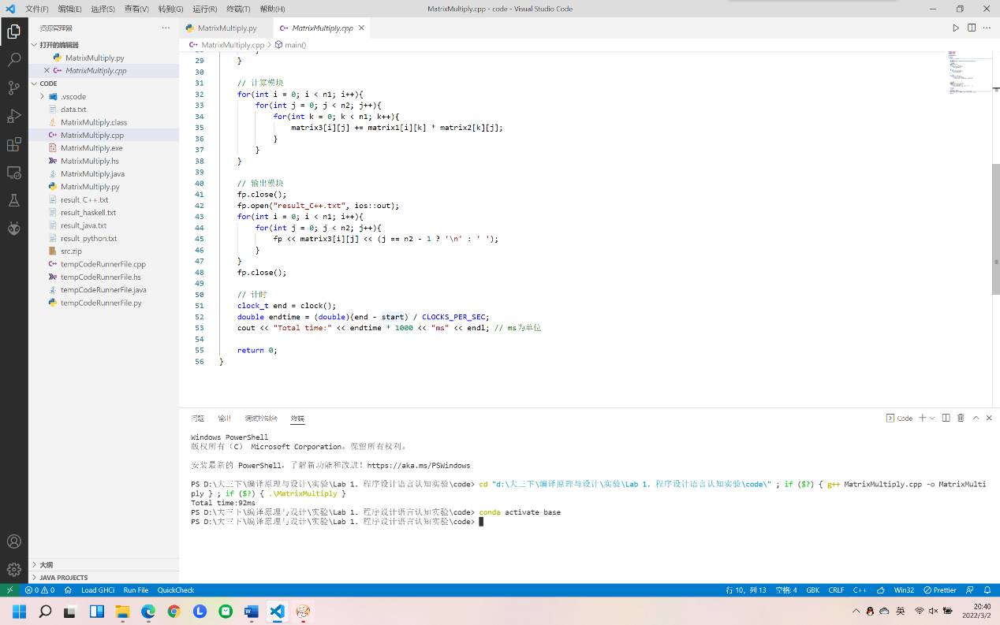 文件(F) 编辑(E) 选择(S) 查看(V) 转到(G) 运行(R) 终端(T) 帮助(H) MatrixMultiply.cpp - code - Visual Studio Code
资源管理器
打开的编辑器
MatrixMultiply.py
MatrixMultiply.cpp
CODE
.vscode
data.txt
MatrixMultiply.class
MatrixMultiply.cpp
MatrixMultiply.exe
MatrixMultiply.hs
MatrixMultiply.java
MatrixMultiply.py
result_C++.txt
result_haskell.txt
result_java.txt
result_python.txt
src.zip
tempCodeRunnerFile.cpp
tempCodeRunnerFile.hs
tempCodeRunnerFile.java
tempCodeRunnerFile.py
大纲
JAVA PROJECTS
MatrixMultiply.py MatrixMultiply.cpp
MatrixMultiply.cpp > main()
29 }
30
31 // 计算模块
32 for(int i = 0; i < n1; i++){
33 for(int j = 0; j < n2; j++){
34 for(int k = 0; k < n1; k++){
35 matrix3[i][j] += matrix1[i][k] * matrix2[k][j];
36 }
37 }
38 }
39
40 // 输出模块
41 fp.close();
42 fp.open("result_C++.txt", ios::out);
43 for(int i = 0; i < n1; i++){
44 for(int j = 0; j < n2; j++){
45 fp << matrix3[i][j] << (j == n2 - 1 ? '\n' : ' ');
46 }
47 }
48 fp.close();
49
50 // 计时
51 clock_t end = clock();
52 double endtime = (double)(end - start) / CLOCKS_PER_SEC;
53 cout << "Total time:" << endtime * 1000 << "ms" << endl; // ms为单位
54
55 return 0;
56 }
问题 输出 调试控制台 终端 Code
Windows PowerShell
版权所有（C） Microsoft Corporation。保留所有权利。
安装最新的 PowerShell，了解新功能和改进！https://aka.ms/PSWindows
PS D:\大三下\编译原理与设计\实验\Lab 1. 程序设计语言认知实验\code> cd "d:\大三下\编译原理与设计\实验\Lab 1. 程序设计语言认知实验\code\" ; if ($?) { g++ MatrixMultiply.cpp -o MatrixMulti
ply } ; if ($?) { .\MatrixMultiply }
Total time:92ms
PS D:\大三下\编译原理与设计\实验\Lab 1. 程序设计语言认知实验\code> conda activate base
PS D:\大三下\编译原理与设计\实验\Lab 1. 程序设计语言认知实验\code>
0 0 Load GHCi Run File QuickCheck 行 10，列 13 空格: 4 GBK CRLF C++ Win32 Prettier
英 20:40
2022/3/2